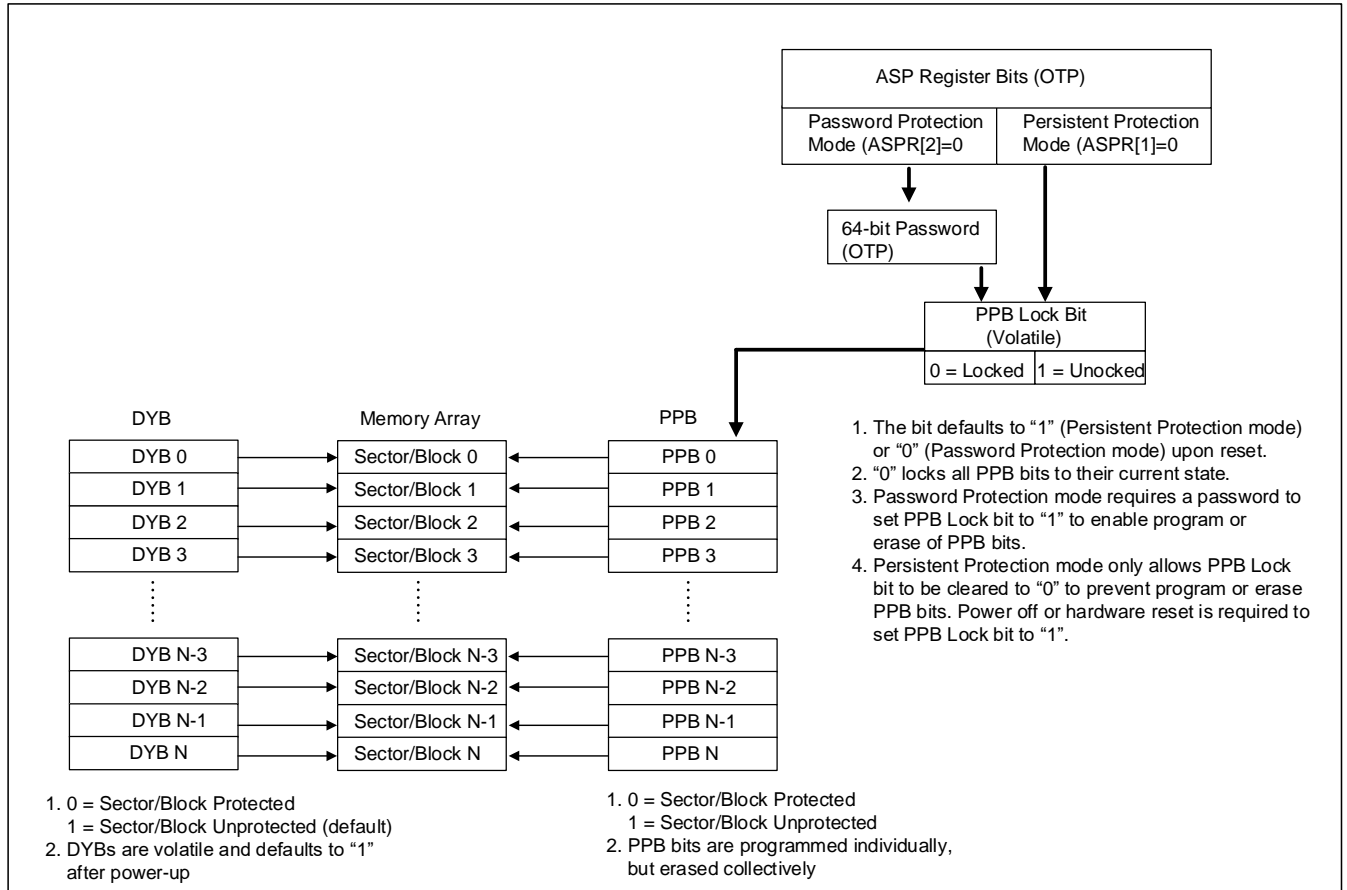 ASP Register Bits (OTP)
Password Protection
Mode (ASPR[2]=0
Persistent Protection
Mode (ASPR[1]=0
64-bit Password
(OTP)
PPB Lock Bit
(Volatile)
0 = Locked
1 = Unocked
DYB
Memory Array
PPB
DYB 0
Sector/Block 0
PPB 0
DYB 1
Sector/Block 1
PPB 1
DYB 2
Sector/Block 2
PPB 2
DYB 3
Sector/Block 3
PPB 3
DYB N-3
Sector/Block N-3
PPB N-3
DYB N-2
Sector/Block N-2
PPB N-2
DYB N-1
Sector/Block N-1
PPB N-1
DYB N
Sector/Block N
PPB N
1. The bit defaults to “1” (Persistent Protection mode)
or “0” (Password Protection mode) upon reset.
2. “0” locks all PPB bits to their current state.
3. Password Protection mode requires a password to
set PPB Lock bit to “1” to enable program or
erase of PPB bits.
4. Persistent Protection mode only allows PPB Lock
bit to be cleared to “0” to prevent program or erase
PPB bits. Power off or hardware reset is required to
set PPB Lock bit to “1”.
1. 0 = Sector/Block Protected
1 = Sector/Block Unprotected (default)
2. DYBs are volatile and defaults to “1”
after power-up
1. 0 = Sector/Block Protected
1 = Sector/Block Unprotected
2. PPB bits are programmed individually,
but erased collectively